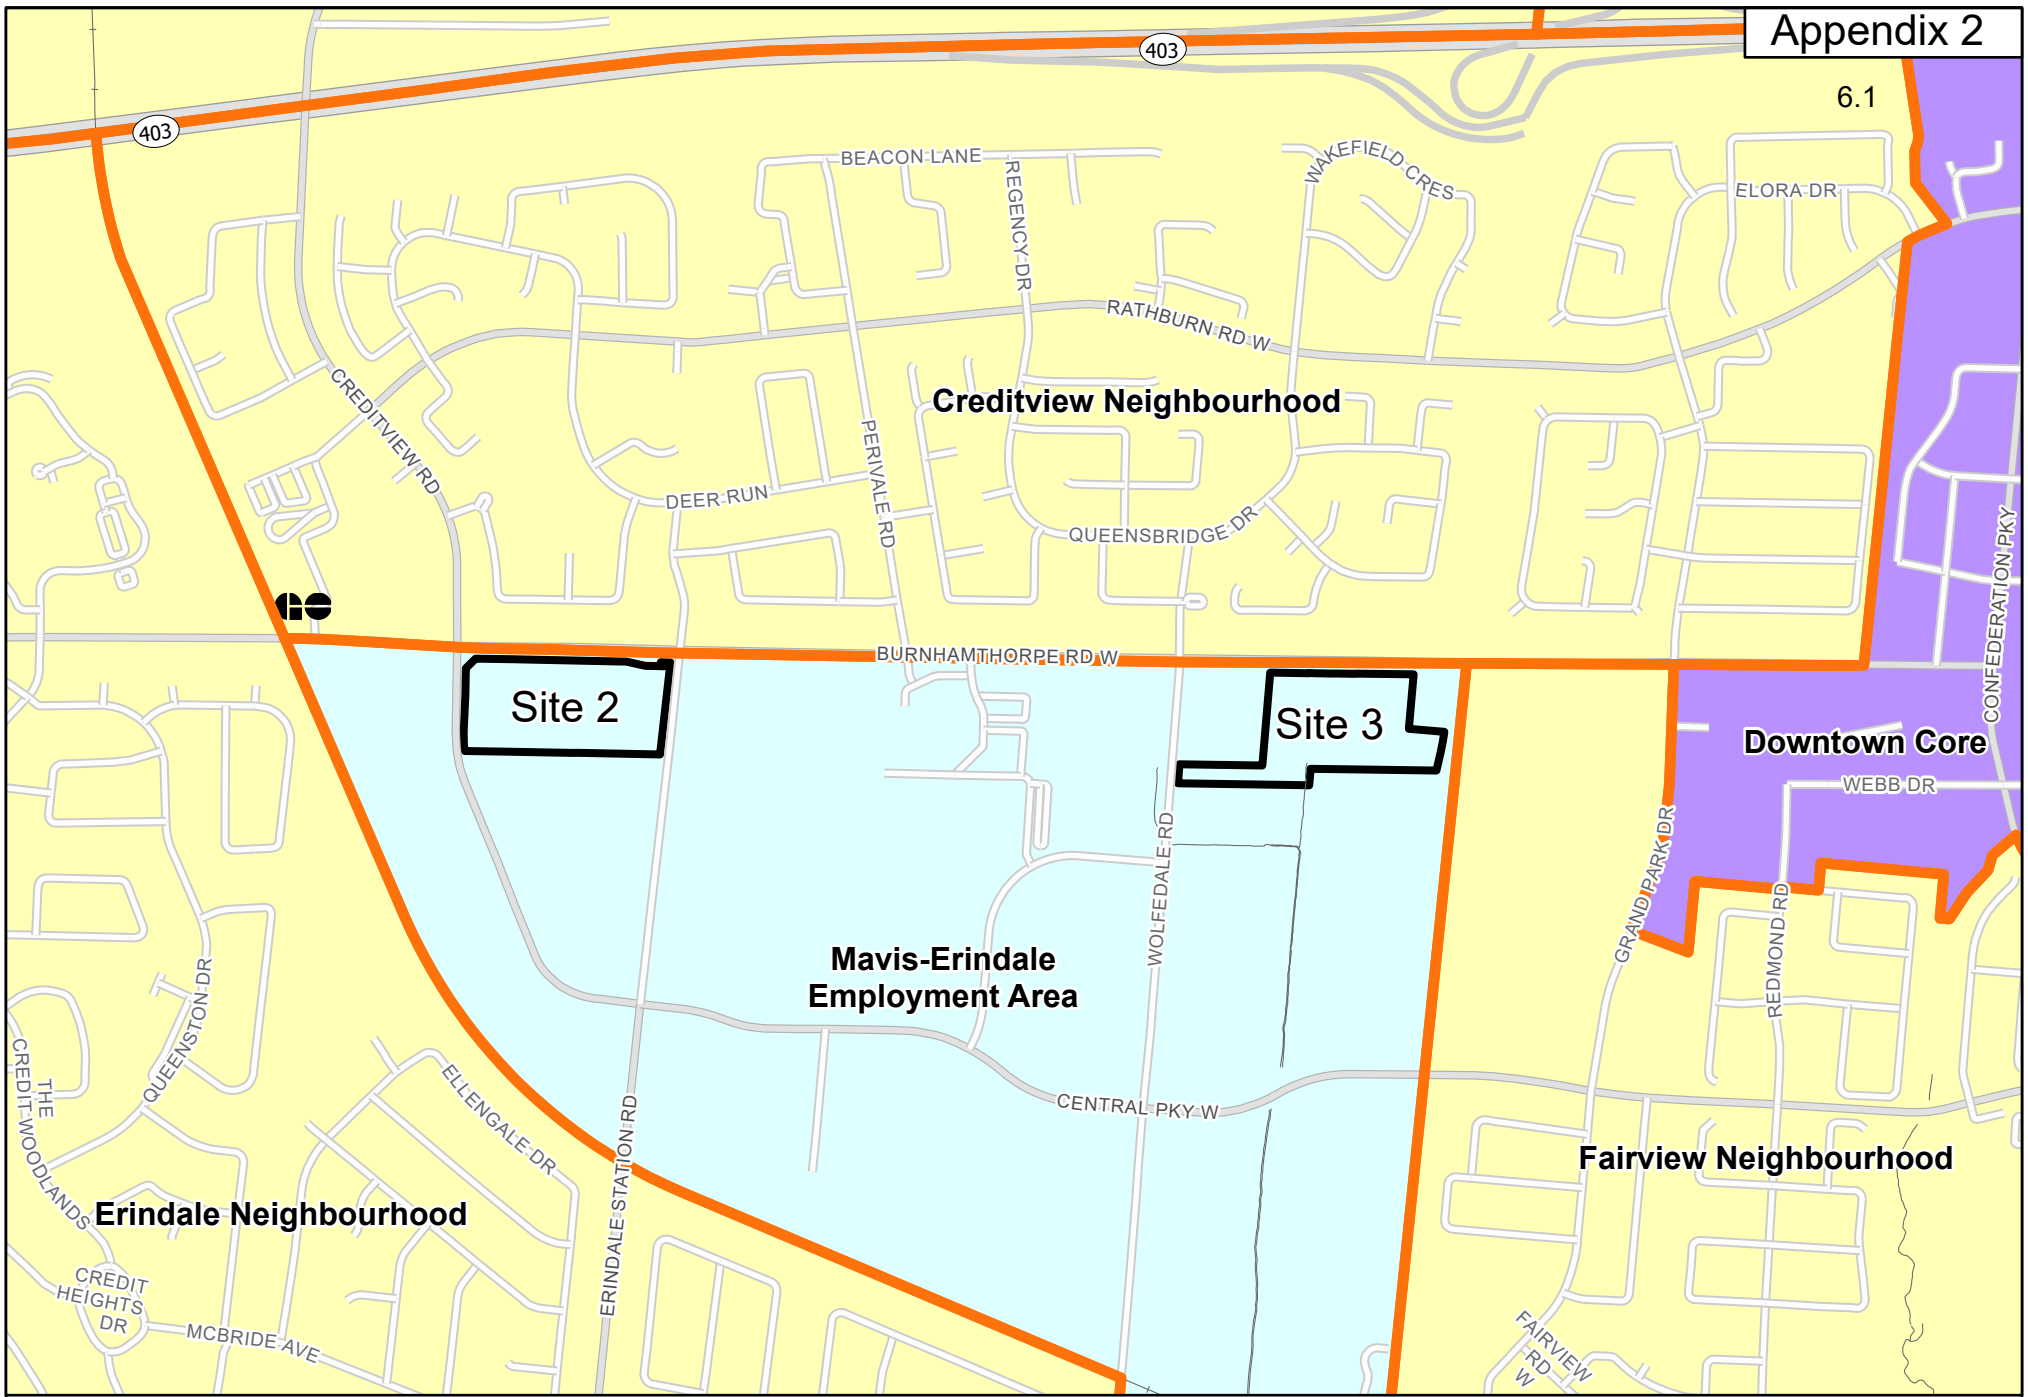 Appendix 2
403
6.1
403
BEACON LANE
REGENCY DR
WAKEFIELD CRES
ELORA DR
RATHBURN RD W
CREDITVIEW RD
Creditview Neighbourhood
PERIVALE RD
DEER RUN
QUEENSBRIDGE DR
CONFEDERATION PKY
GO
BURNHAMTHORPE RD W
Site 2
Site 3
Downtown Core
WEBB DR
GRAND PARK DR
WOLFEDALE RD
REDMOND RD
Mavis-Erindale
Employment Area
QUEENSTON DR
THE
CREDIT WOODLANDS
ELLENGALE DR
ERINDALE STATION RD
CENTRAL PKY W
Fairview Neighbourhood
Erindale Neighbourhood
CREDIT
HEIGHTS
DR
MCBRIDE AVE
FAIRVIEW
RD
W